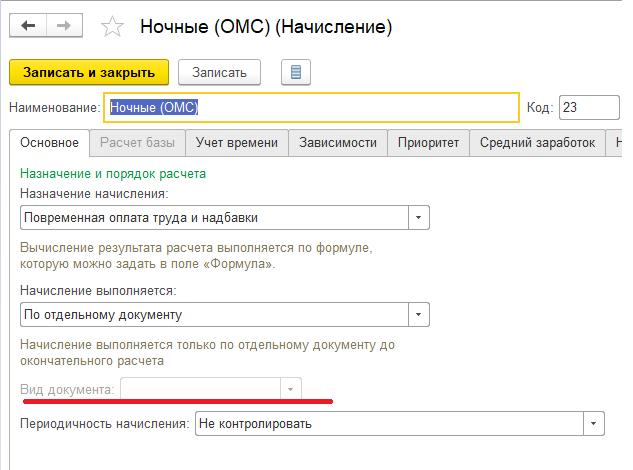 Ночные (ОМС) (Начисление)
Записать и закрыть Записать
Наименование: Ночные (ОМС) Код: 23
Основное Расчет базы Учет времени Зависимости Приоритет Средний заработок Н
Назначение и порядок расчета
Назначение начисления:
Повременная оплата труда и надбавки
Вычисление результата расчета выполняется по формуле,
которую можно задать в поле «Формула».
Начисление выполняется:
По отдельному документу
Начисление выполняется только по отдельному документу до
окончательного расчета
Вид документа:
Периодичность начисления: Не контролировать